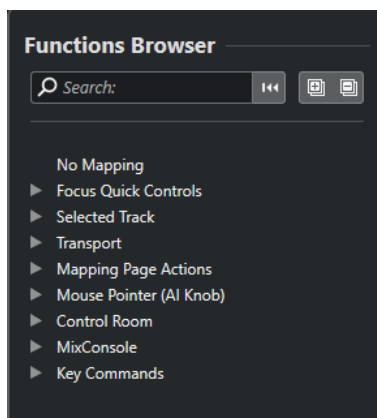 Functions Browser
Search:
No Mapping
Focus Quick Controls
Selected Track
Transport
Mapping Page Actions
Mouse Pointer (AI Knob)
Control Room
MixConsole
Key Commands